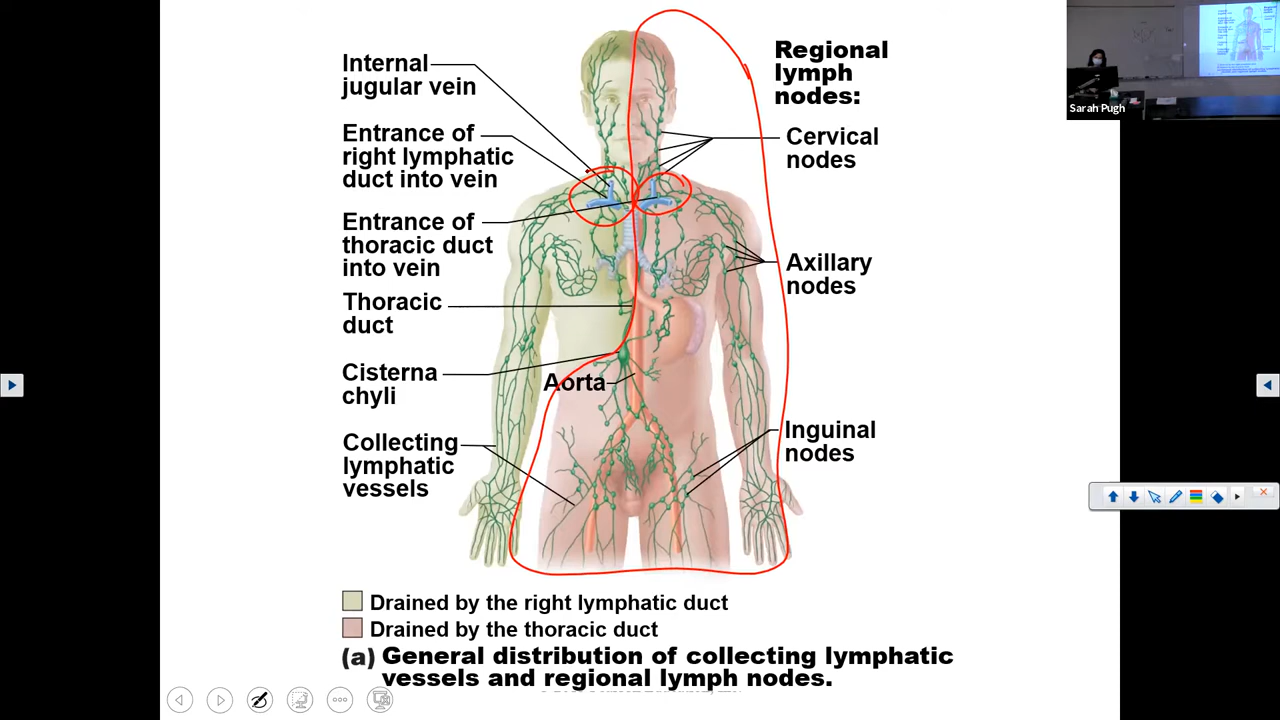 Internal
jugular vein
Entrance of
right lymphatic
duct into vein
Entrance of
thoracic duct
into vein
Thoracic
duct
Cisterna
chyli
Collecting
lymphatic
vessels
Aorta
Regional
lymph
nodes:
Cervical
nodes
Axillary
nodes
Inguinal
nodes
Drained by the right lymphatic duct
Drained by the thoracic duct
(a) General distribution of collecting lymphatic
vessels and regional lymph nodes.
Sarah Pugh